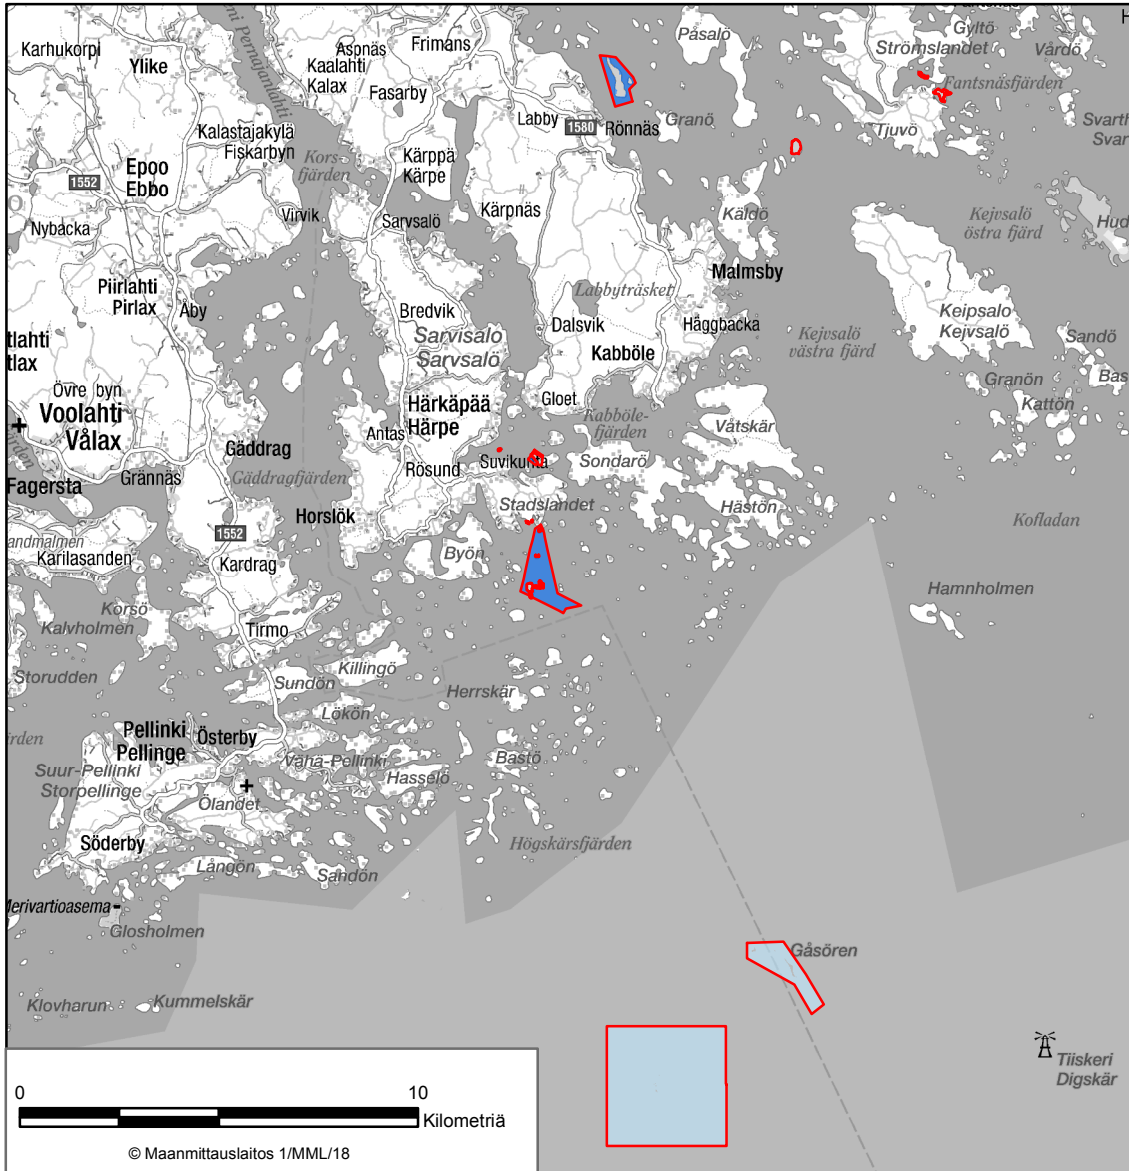 Karhukorpi
Ylike
Aspnäs
Kaalahti
Kalax
Frimans
Fasarby
Påsalö
Gyltö
Strömslandet
Vårdö
Fantsnäsfjärden
Tjuvö
Labby
1580
Rönnäs
Granö
Kalastajakylä
Fiskarbyn
Epoo
Ebbo
1552
Kors-
fjärden
Kärppä
Kärpe
Virvik
Sarvsalö
Kärpnäs
Käldö
Kejvsalö
östra fjärd
Nybacka
Piirlahti
Pirlax
Åby
Bredvik
Sarvisalo
Sarvsalö
Labbyträsket
Malmsby
Dalsvik
Häggbacka
Kabböle
Kejvsalö
västra fjärd
Keipsalo
Kejvsalö
Sandö
Granön
Kattön
Övre byn
Voolahti
Vålax
Härkäpää
Härpe
Gloet
Kabböle-
fjärden
Våtskär
Gäddrag
Antas
Rösund
Suvikunta
Sondarö
Fagersta
Grännäs
Gäddragfjärden
Stadslandet
Hästön
Horslök
Kofladan
1552
Karilasanden
Kardrag
Byön
Hamnholmen
Korsö
Kalvholmen
Tirmo
Storudden
Killingö
Sundön
Herrskär
Lökön
Pellinki
Pellinge
Österby
Vähä-Pellinki
Bastö
Suur-Pellinki
Storpellinge
Hasselö
Ölandet
Söderby
Högskärsfjärden
Långön
Sandön
Merivartioasema
Glosholmen
Gåsören
Klovharun
Kummelskär
Tiiskeri
Digskär
0 10
Kilometriä
© Maanmittauslaitos 1/MML/18